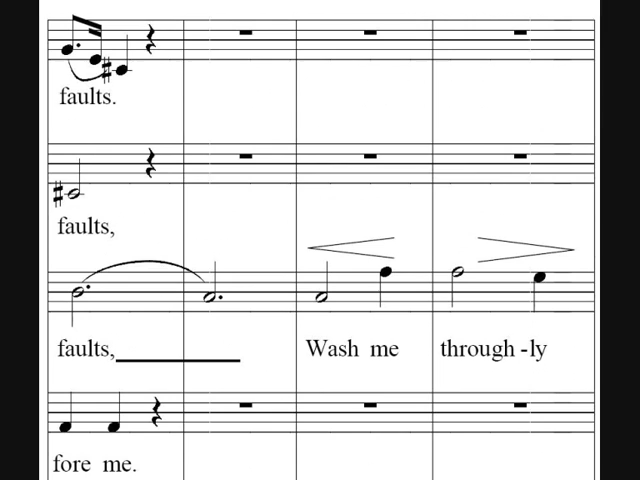 faults.
faults,
faults, Wash me through-ly
fore me.